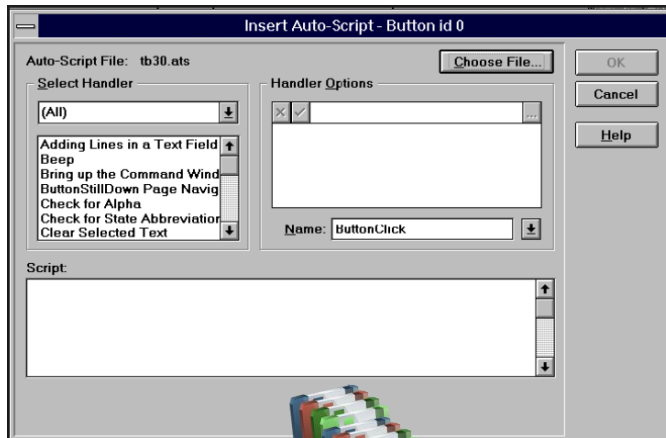 Insert Auto-Script - Button id 0
Auto-Script File: tb30.ats
Choose File...
OK
Cancel
Help
Select Handler
(All)
Adding Lines in a Text Field
Beep
Bring up the Command Wind
ButtonStillDown Page Navig
Check for Alpha
Check for State Abbreviation
Clear Selected Text
Handler Options
...
Name: ButtonClick
Script: